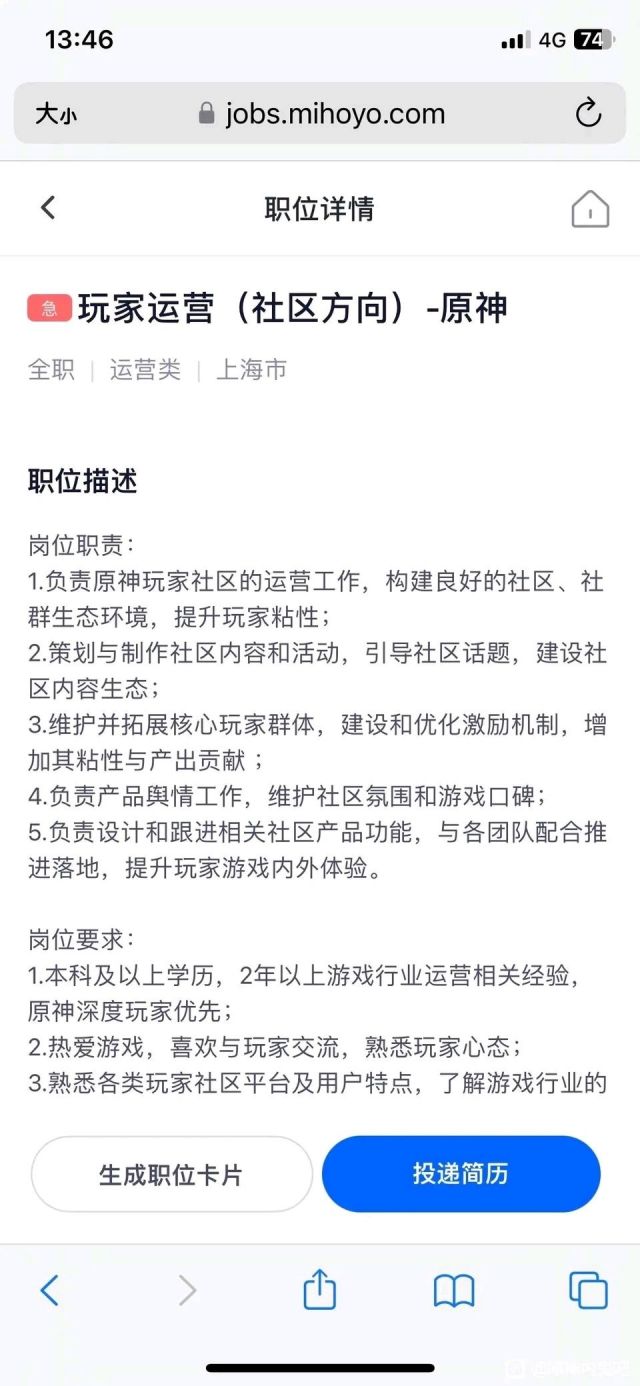 13:46
4G 74
大小 jobs.mihoyo.com
职位详情
急 玩家运营（社区方向）-原神
全职 | 运营类 | 上海市
职位描述
岗位职责：
1.负责原神玩家社区的运营工作，构建良好的社区、社
群生态环境，提升玩家粘性；
2.策划与制作社区内容和活动，引导社区话题，建设社
区内容生态；
3.维护并拓展核心玩家群体，建设和优化激励机制，增
加其粘性与产出贡献 ；
4.负责产品舆情工作，维护社区氛围和游戏口碑；
5.负责设计和跟进相关社区产品功能，与各团队配合推
进落地，提升玩家游戏内外体验。
岗位要求：
1.本科及以上学历，2年以上游戏行业运营相关经验，
原神深度玩家优先；
2.热爱游戏，喜欢与玩家交流，熟悉玩家心态；
3.熟悉各类玩家社区平台及用户特点，了解游戏行业的
生成职位卡片
投递简历